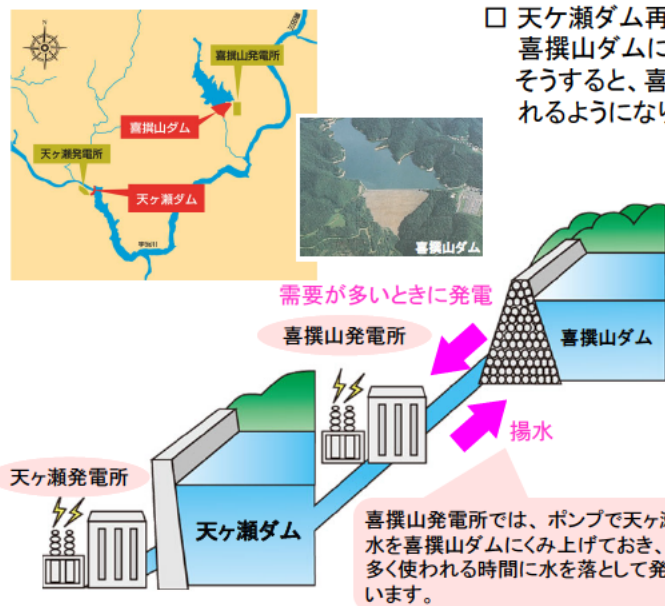 □ 天ケ瀬ダム再
喜撰山ダムに
そうすると、喜
れるようになり
N
喜撰山発電所
喜撰山ダム
天ヶ瀬発電所
天ヶ瀬ダム
宇治川
喜撰山ダム
需要が多いときに発電
喜撰山発電所
喜撰山ダム
揚水
天ヶ瀬発電所
天ヶ瀬ダム
喜撰山発電所では、ポンプで天ヶ瀬
水を喜撰山ダムにくみ上げておき、
多く使われる時間に水を落として発
います。